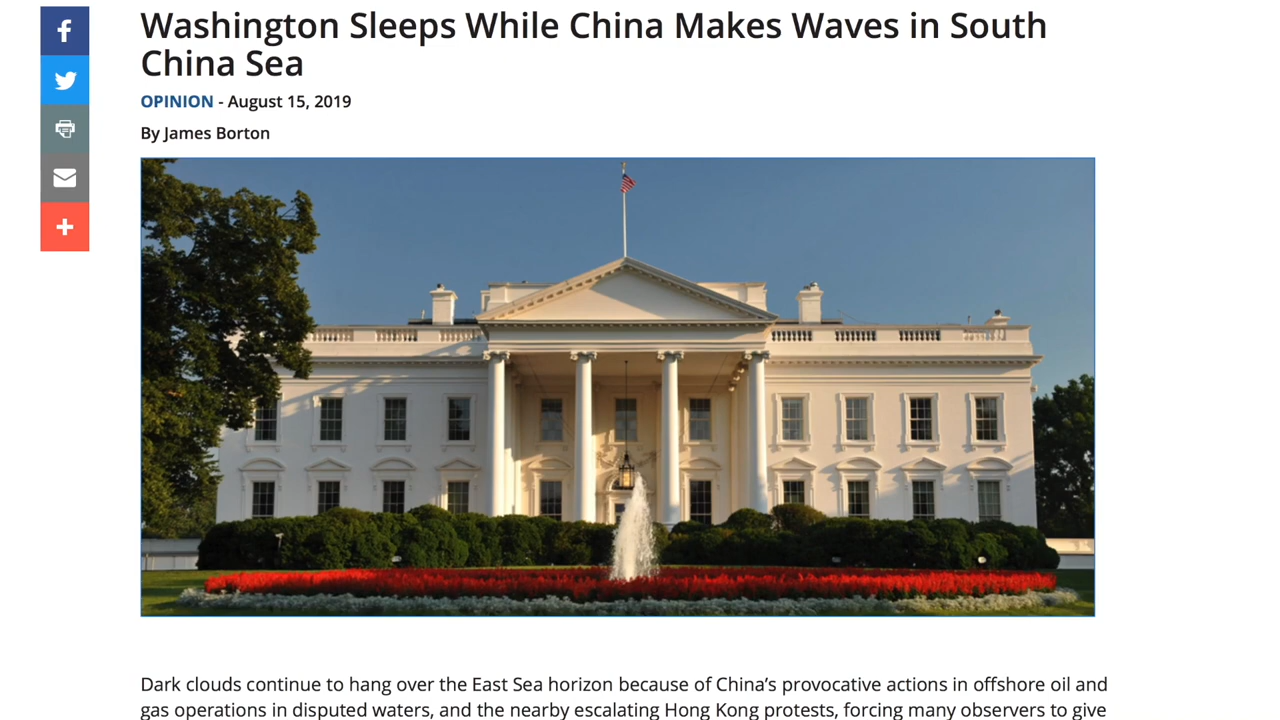 Washington Sleeps While China Makes Waves in South
China Sea
OPINION - August 15, 2019
By James Borton
Dark clouds continue to hang over the East Sea horizon because of China’s provocative actions in offshore oil and
gas operations in disputed waters, and the nearby escalating Hong Kong protests, forcing many observers to give